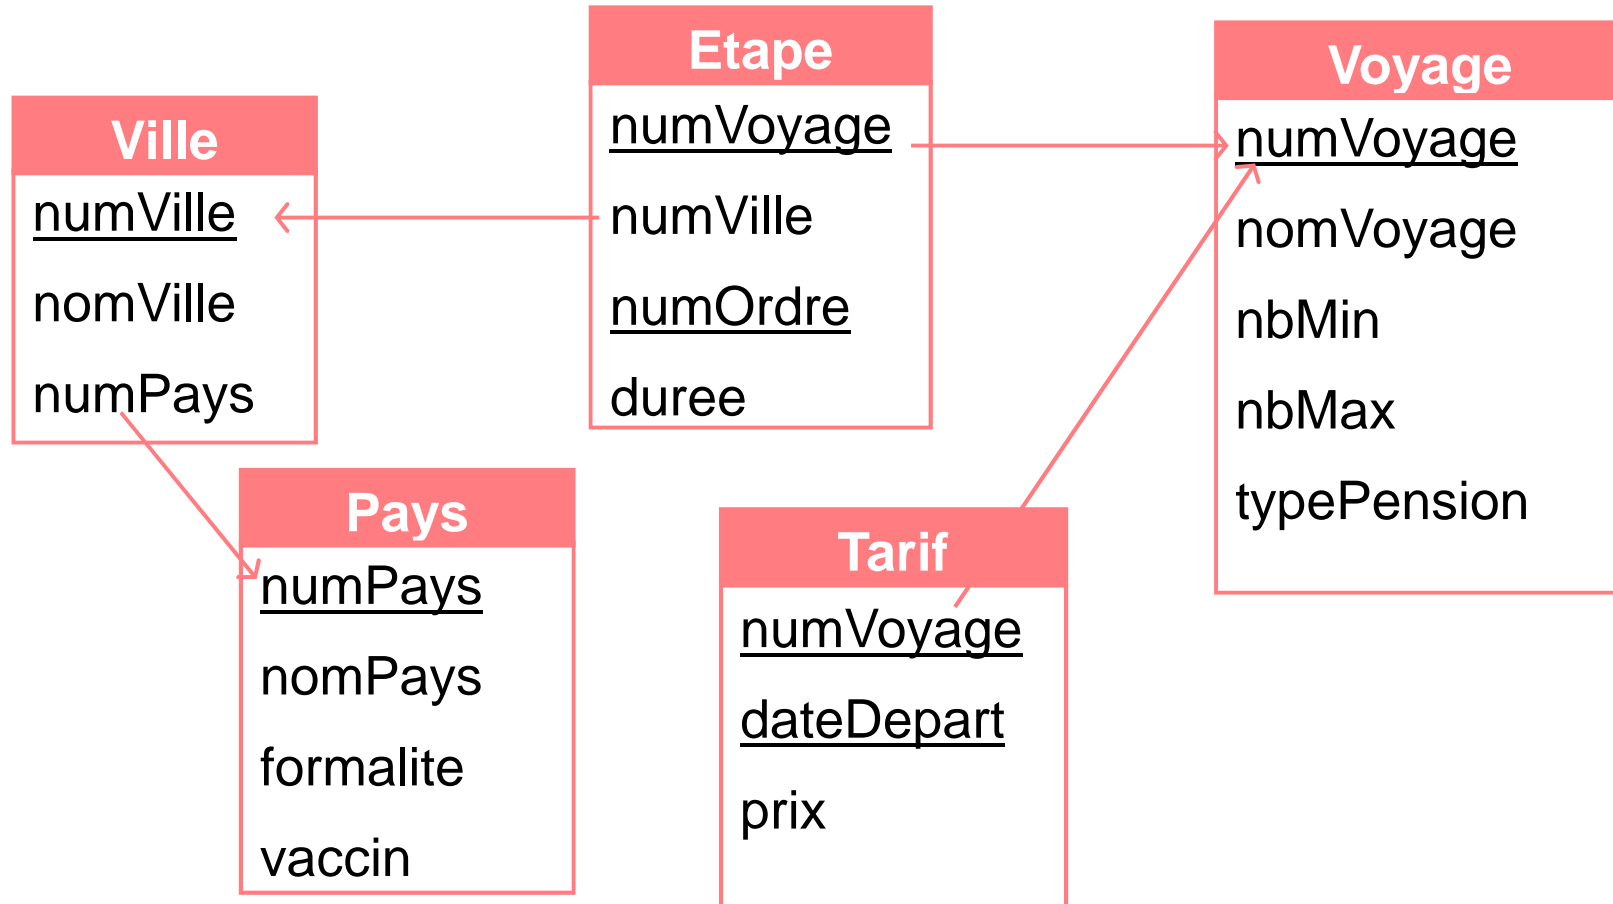 Ville
numVille
nomVille
numPays
Etape
numVoyage
numVille
numOrdre
duree
Voyage
numVoyage
nomVoyage
nbMin
nbMax
typePension
Pays
numPays
nomPays
formalite
vaccin
Tarif
numVoyage
dateDepart
prix